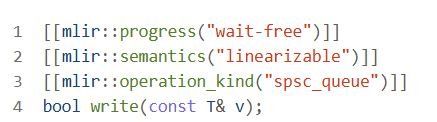 1 [[mlir::progress("wait-free")]]
2 [[mlir::semantics("linearizable")]]
3 [[mlir::operation_kind("spsc_queue")]]
4 bool write(const T& v);